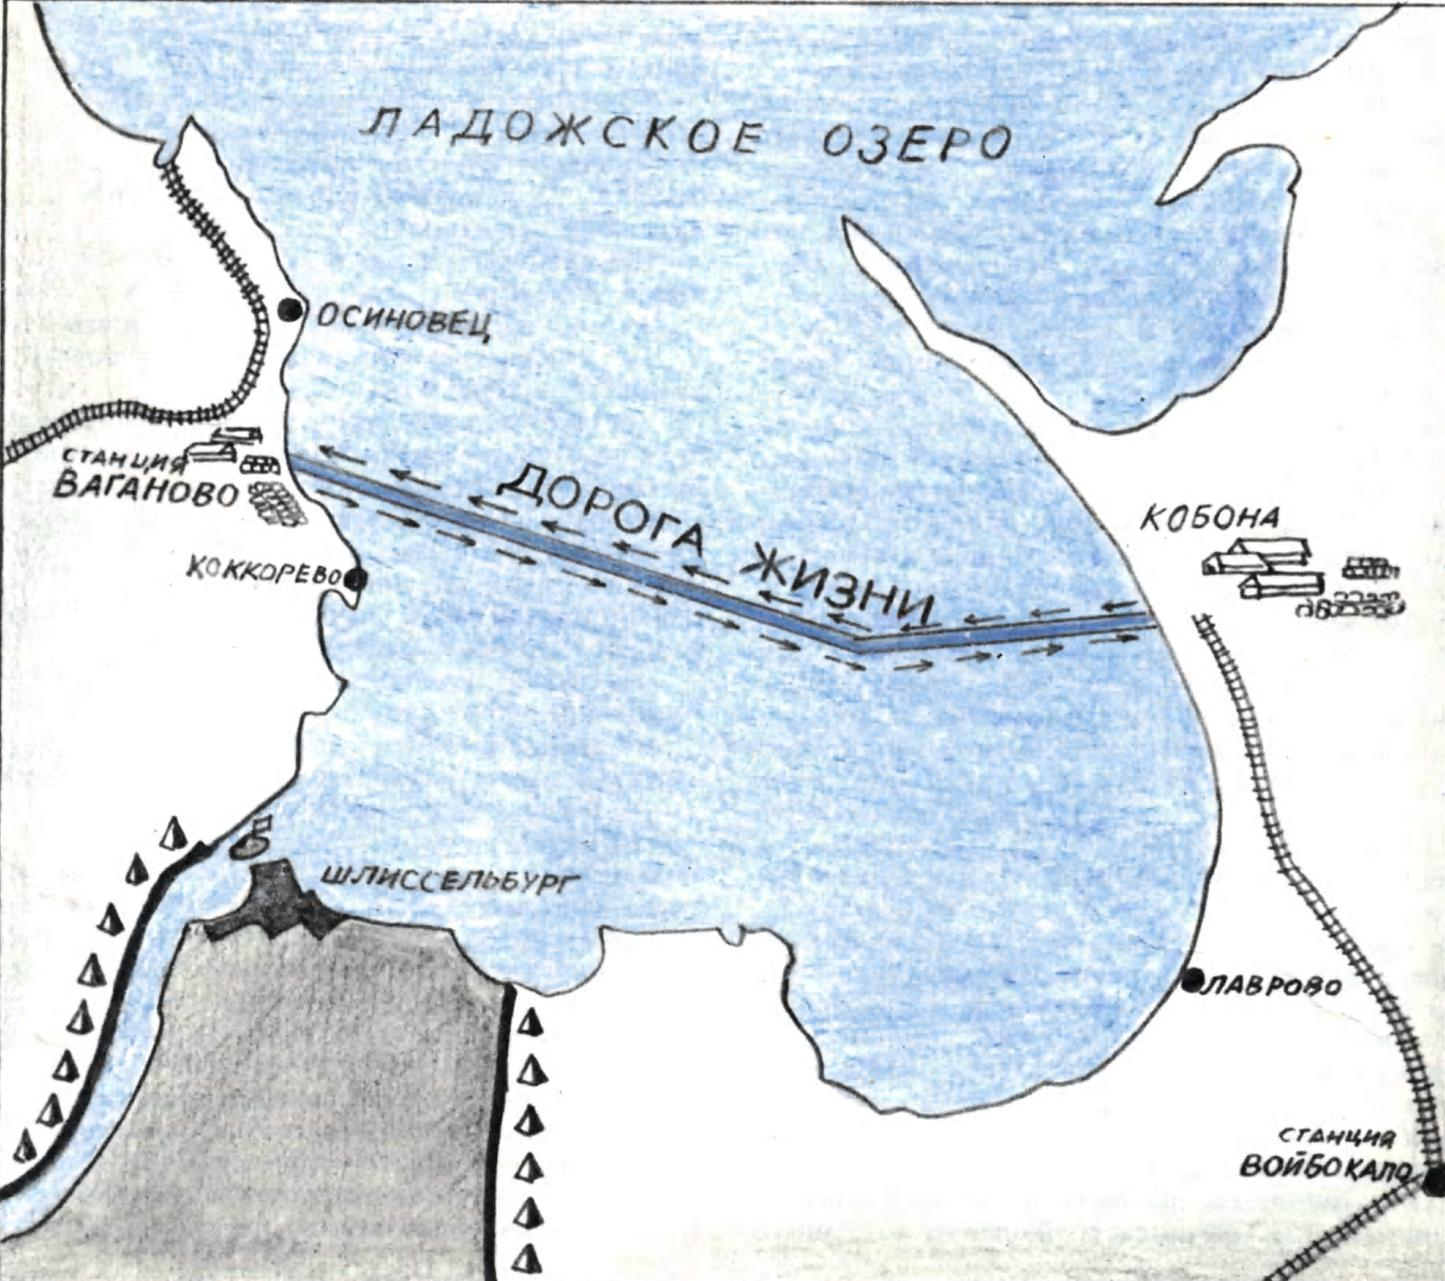 ЛАДОЖСКОЕ ОЗЕРО
ОСИНОВЕЦ
СТАНЦИЯ
ВАГАНОВО
ДОРОГА ЖИЗНИ
КОБОНА
КОККОРЕВО
ШЛИССЕЛЬБУРГ
ЛАВРОВО
СТАНЦИЯ
ВОЙБОКАЛО